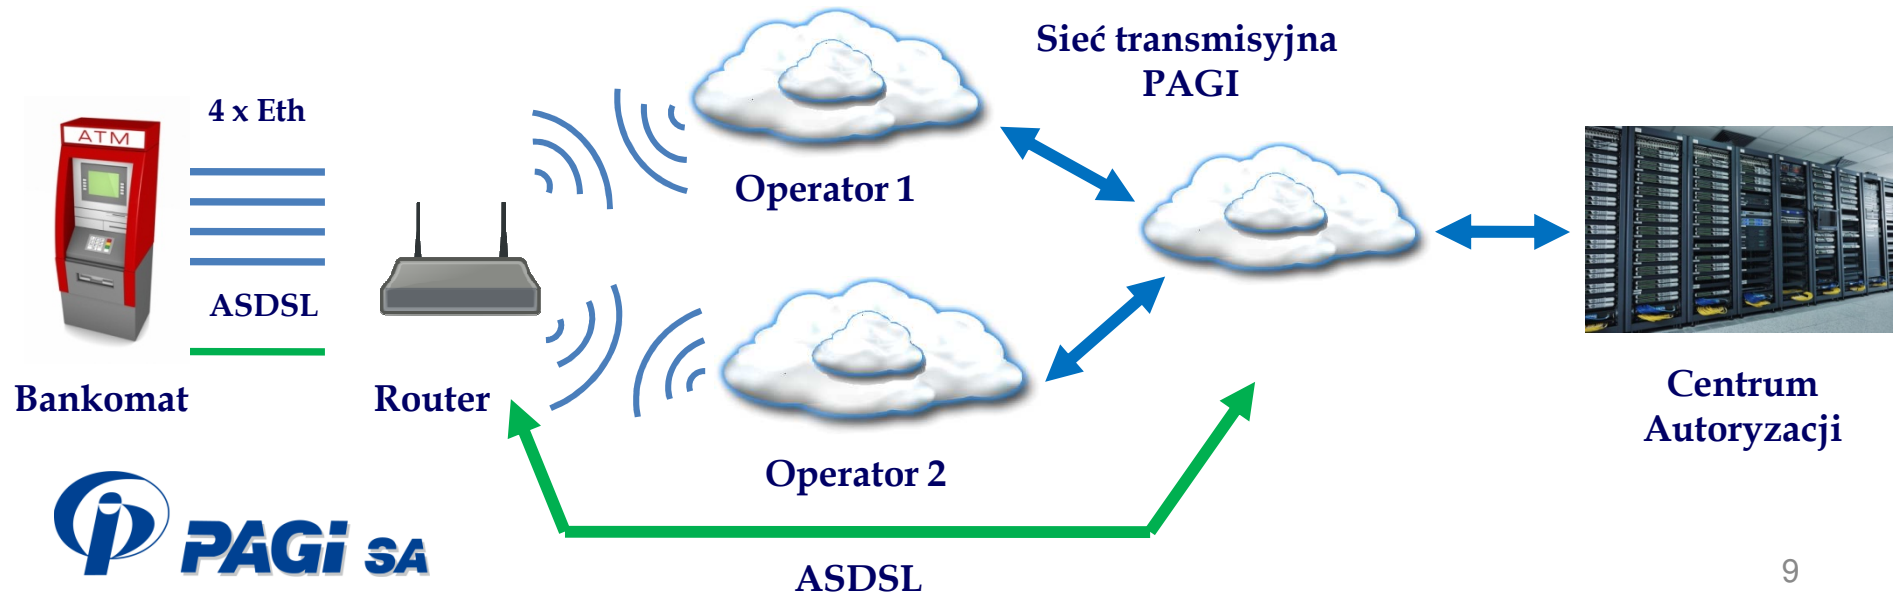 Sieć transmisyjna
PAGI
4 x Eth
ATM
Operator 1
ASDSL
Bankomat
Router
Operator 2
Centrum
Autoryzacji
PAGi SA
ASDSL
9